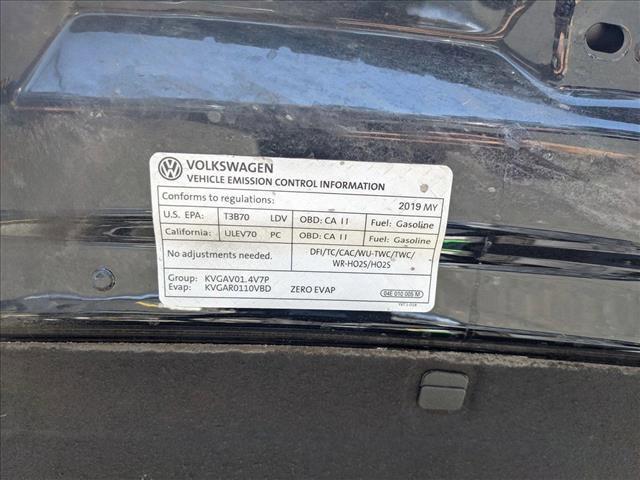 VOLKSWAGEN
VEHICLE EMISSION CONTROL INFORMATION
Conforms to regulations: 2019 MY
U.S. EPA: T3B70 LDV OBD: CA II Fuel: Gasoline
California: ULEV70 PC OBD: CA II Fuel: Gasoline
No adjustments needed. DFI/TC/CAC/WU-TWC/TWC/
WR-HO2S/HO2S
Group: KVGAV01.4V7P
Evap: KVGAR0110VBD ZERO EVAP 04E 010 005 M